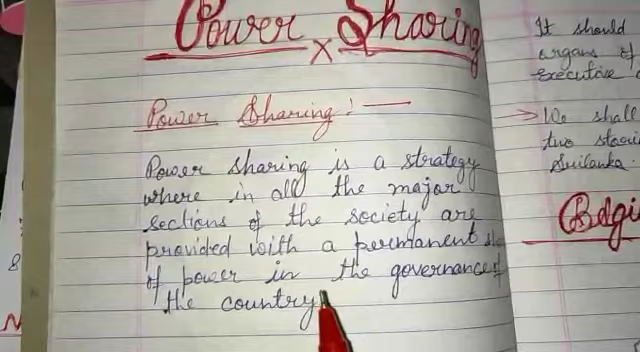 Power Sharing
Power Sharing : —
Power sharing is a strategy
where in all the major
sections of the society are
provided with a permanent
of power in the governance of
the country
It should
organs of
executive
→ We shall
two
Srilanka.